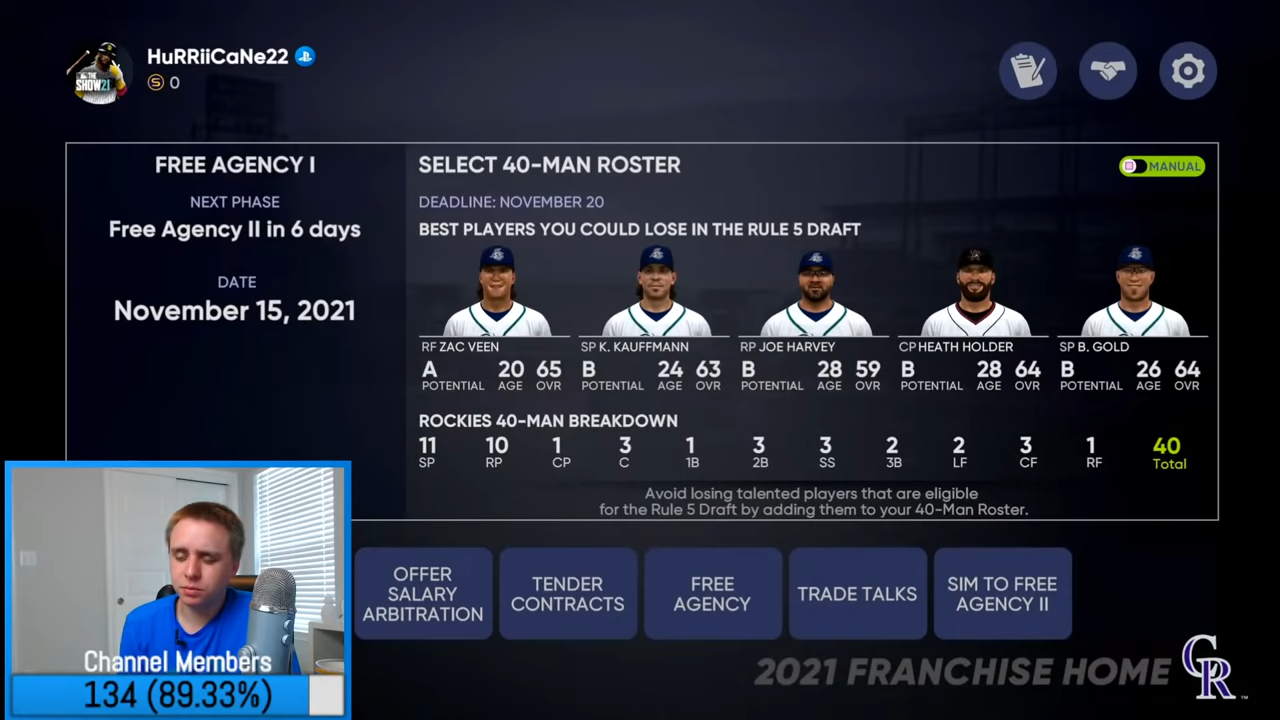 HuRRiiCaNe22
THE
SHOW21
S 0
FREE AGENCY I
NEXT PHASE
Free Agency II in 6 days
DATE
November 15, 2021
SELECT 40-MAN ROSTER
MANUAL
DEADLINE: NOVEMBER 20
BEST PLAYERS YOU COULD LOSE IN THE RULE 5 DRAFT
RF ZAC VEEN
A 20 65
POTENTIAL AGE OVR
SP K. KAUFFMANN
B 24 63
POTENTIAL AGE OVR
RP JOE HARVEY
B 28 59
POTENTIAL AGE OVR
CP HEATH HOLDER
B 28 64
POTENTIAL AGE OVR
SP B. GOLD
B 26 64
POTENTIAL AGE OVR
ROCKIES 40-MAN BREAKDOWN
11 10 1 3 1 3 3 2 2 3 1 40
SP RP CP C 1B 2B SS 3B LF CF RF Total
Avoid losing talented players that are eligible
for the Rule 5 Draft by adding them to your 40-Man Roster.
OFFER
SALARY
ARBITRATION
TENDER
CONTRACTS
FREE
AGENCY
TRADE TALKS
SIM TO FREE
AGENCY II
2021 FRANCHISE HOME
CR
Channel Members
134 (89.33%)